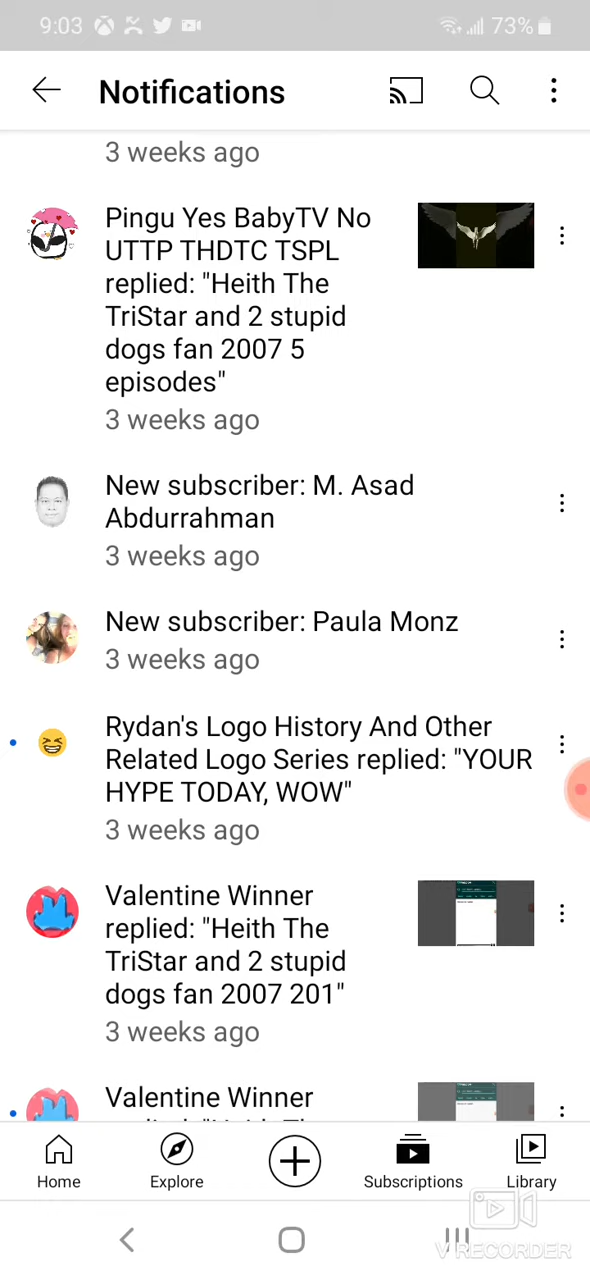 9:03
73%
Notifications
3 weeks ago
Pingu Yes BabyTV No
UTTP THDTC TSPL
replied: "Heith The
TriStar and 2 stupid
dogs fan 2007 5
episodes"
3 weeks ago
New subscriber: M. Asad
Abdurrahman
3 weeks ago
New subscriber: Paula Monz
3 weeks ago
Rydan's Logo History And Other
Related Logo Series replied: "YOUR
HYPE TODAY, WOW"
3 weeks ago
Valentine Winner
replied: "Heith The
TriStar and 2 stupid
dogs fan 2007 201"
3 weeks ago
Valentine Winner
Home
Explore
Subscriptions
Library
V RECORDER